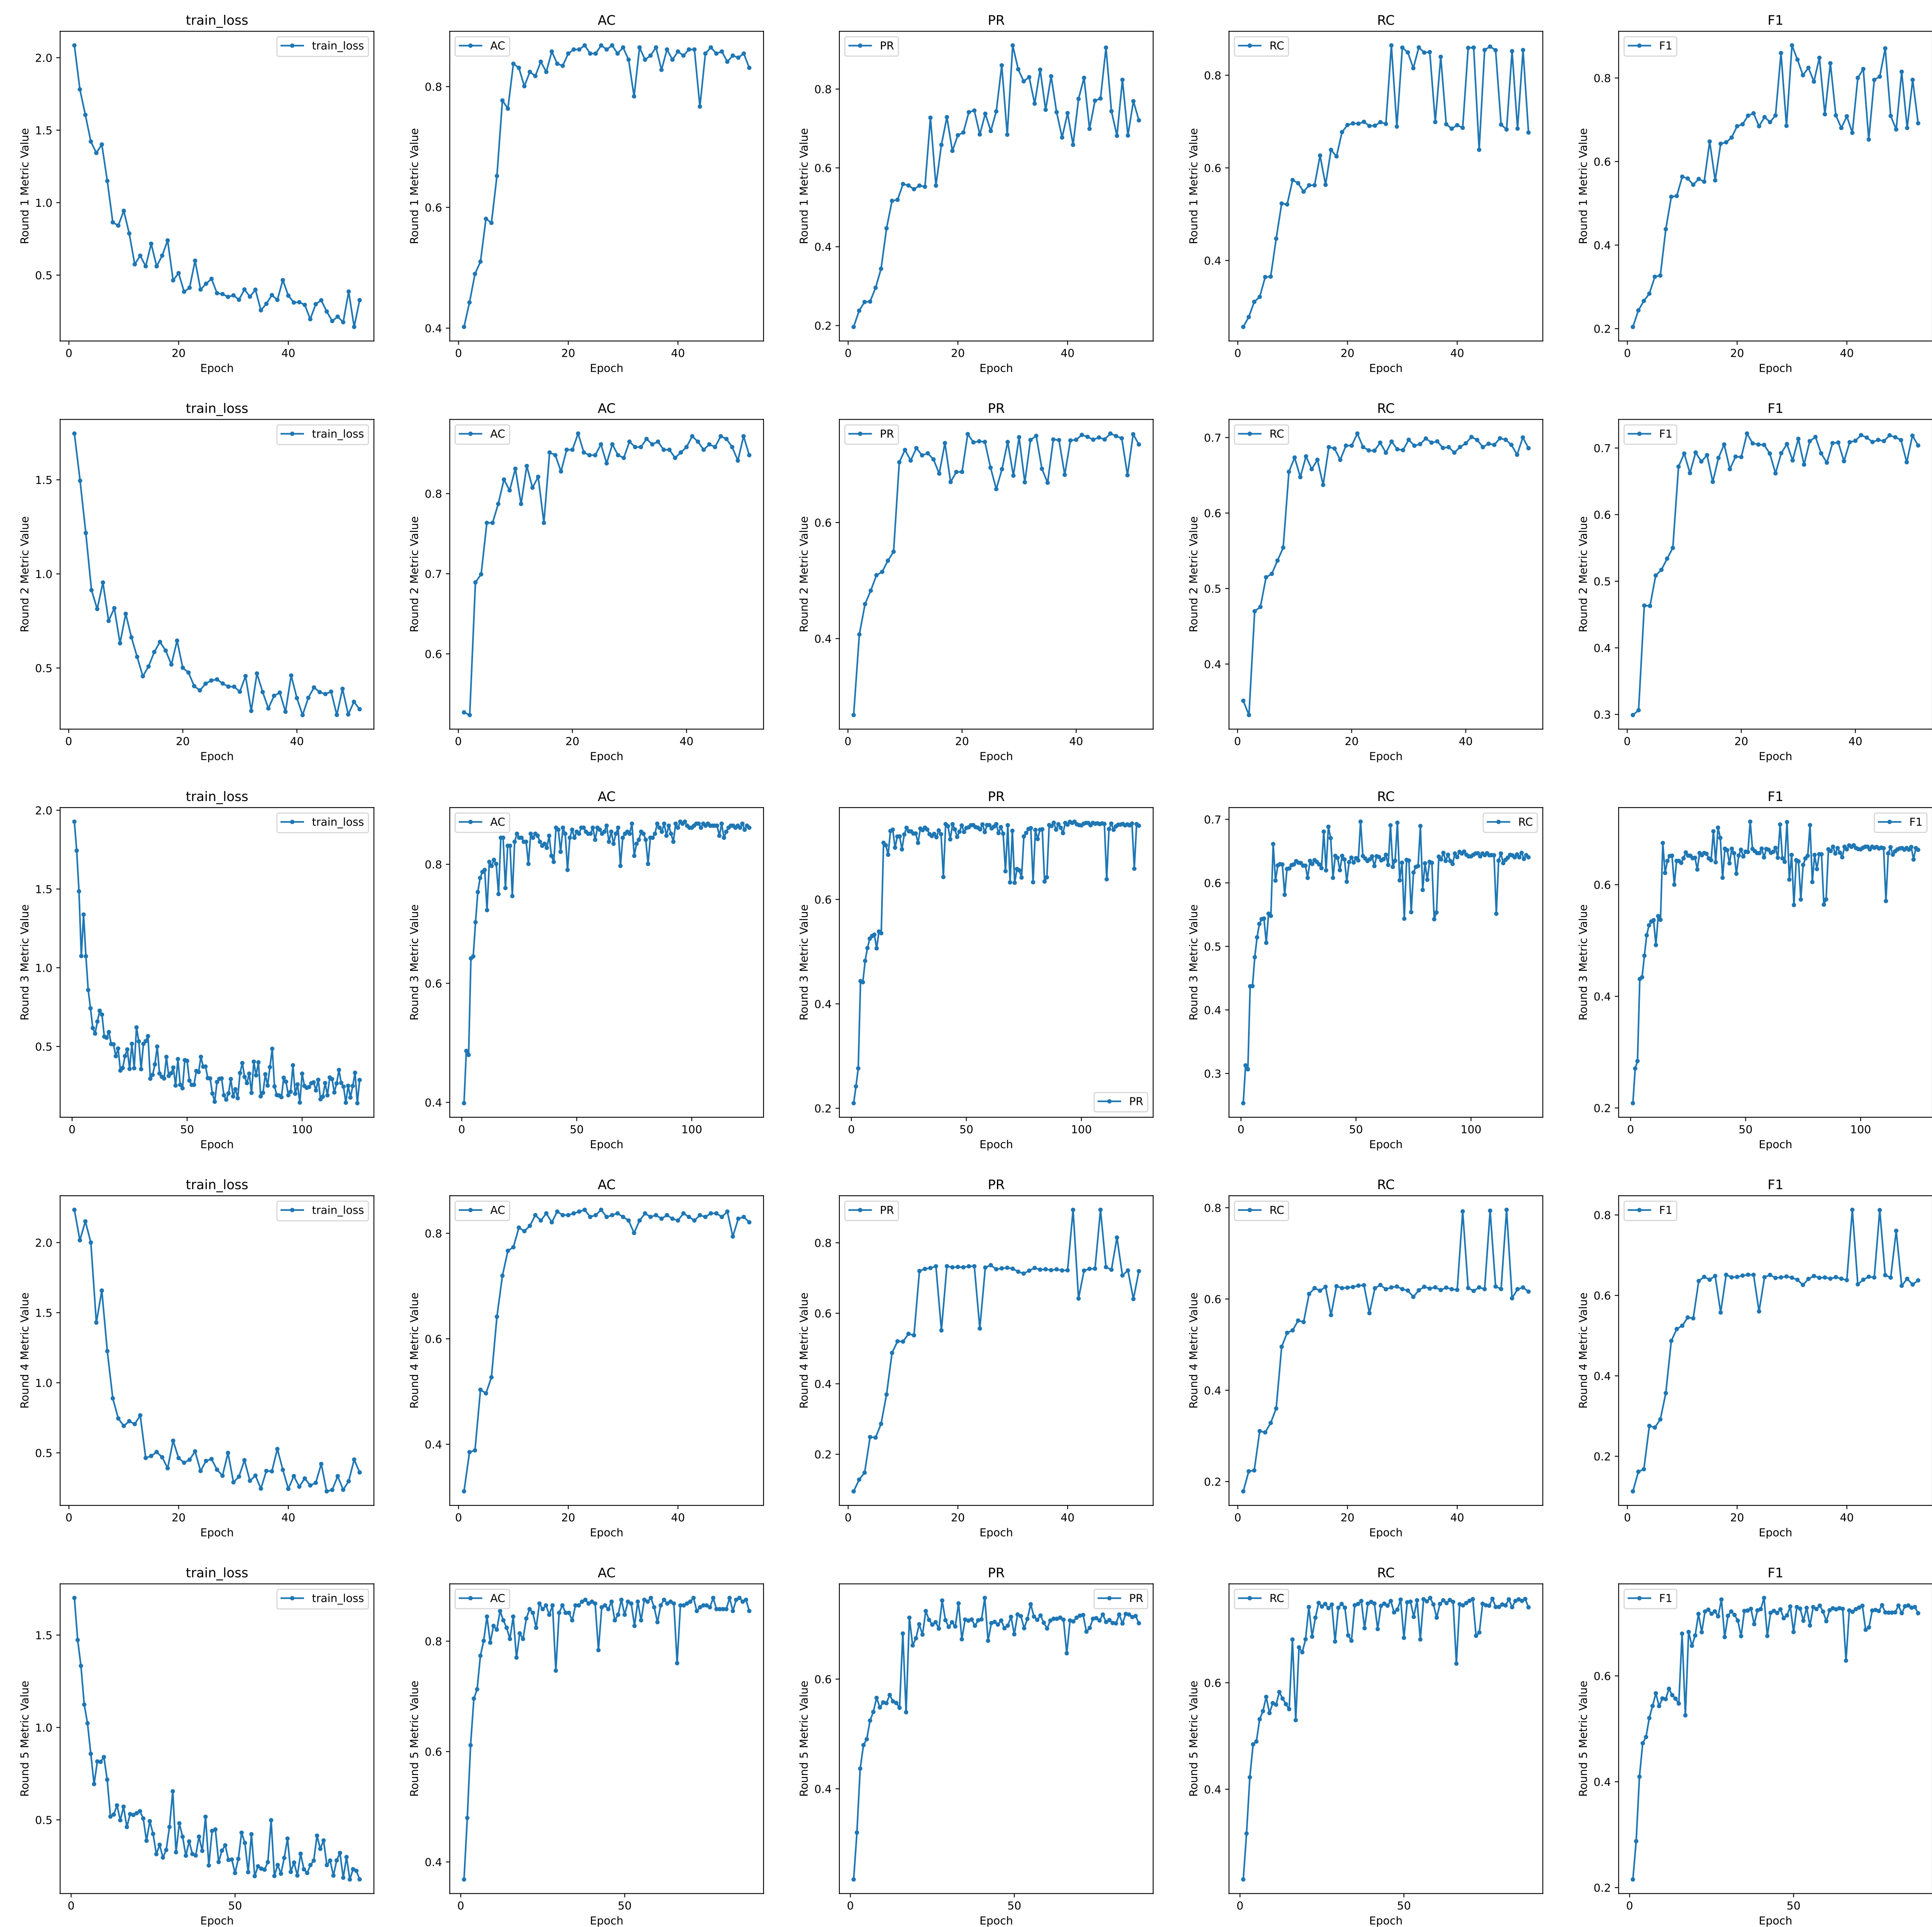 train_loss
AC
PR
RC
F1
train_loss
AC
PR
RC
F1
Round 1 Metric Value
2.0
1.5
1.0
0.5
0
20
40
Epoch
Round 1 Metric Value
0.8
0.6
0.4
0
20
40
Epoch
Round 1 Metric Value
0.8
0.6
0.4
0.2
0
20
40
Epoch
Round 1 Metric Value
0.8
0.6
0.4
0
20
40
Epoch
Round 1 Metric Value
0.8
0.6
0.4
0.2
0
20
40
Epoch
train_loss
AC
PR
RC
F1
train_loss
AC
PR
RC
F1
Round 2 Metric Value
1.5
1.0
0.5
0
20
40
Epoch
Round 2 Metric Value
0.8
0.7
0.6
0
20
40
Epoch
Round 2 Metric Value
0.6
0.4
0
20
40
Epoch
Round 2 Metric Value
0.7
0.6
0.5
0.4
0
20
40
Epoch
Round 2 Metric Value
0.7
0.6
0.5
0.4
0.3
0
20
40
Epoch
train_loss
AC
PR
RC
F1
train_loss
AC
PR
RC
F1
Round 3 Metric Value
2.0
1.5
1.0
0.5
0
50
100
Epoch
Round 3 Metric Value
0.8
0.6
0.4
0
50
100
Epoch
Round 3 Metric Value
0.6
0.4
0.2
0
50
100
Epoch
Round 3 Metric Value
0.7
0.6
0.5
0.4
0.3
0
50
100
Epoch
Round 3 Metric Value
0.6
0.4
0.2
0
50
100
Epoch
train_loss
AC
PR
RC
F1
train_loss
AC
PR
RC
F1
Round 4 Metric Value
2.0
1.5
1.0
0.5
0
20
40
Epoch
Round 4 Metric Value
0.8
0.6
0.4
0
20
40
Epoch
Round 4 Metric Value
0.8
0.6
0.4
0.2
0
20
40
Epoch
Round 4 Metric Value
0.8
0.6
0.4
0.2
0
20
40
Epoch
Round 4 Metric Value
0.8
0.6
0.4
0.2
0
20
40
Epoch
train_loss
AC
PR
RC
F1
train_loss
AC
PR
RC
F1
Round 5 Metric Value
1.5
1.0
0.5
0
50
Epoch
Round 5 Metric Value
0.8
0.6
0.4
0
50
Epoch
Round 5 Metric Value
0.6
0.4
0
50
Epoch
Round 5 Metric Value
0.6
0.4
0
50
Epoch
Round 5 Metric Value
0.6
0.4
0.2
0
50
Epoch